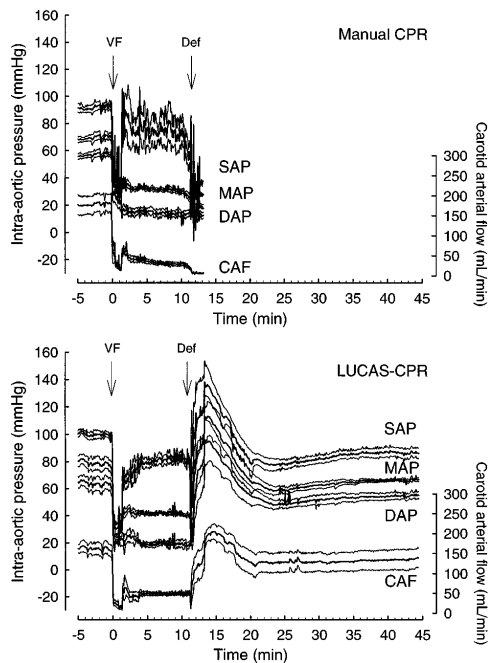 160
140
120
100
80
60
40
20
0
-20
Intra-aortic pressure (mmHg)
VF
Def
Manual CPR
SAP
MAP
DAP
CAF
300
250
200
150
100
50
0
Carotid arterial flow (mL/min)
-5 0 5 10 15 20 25 30 35 40 45
Time (min)
160
140
120
100
80
60
40
20
0
-20
Intra-aortic pressure (mmHg)
VF
Def
LUCAS-CPR
SAP
MAP
DAP
CAF
300
250
200
150
100
50
0
Carotid arterial flow (mL/min)
-5 0 5 10 15 20 25 30 35 40 45
Time (min)